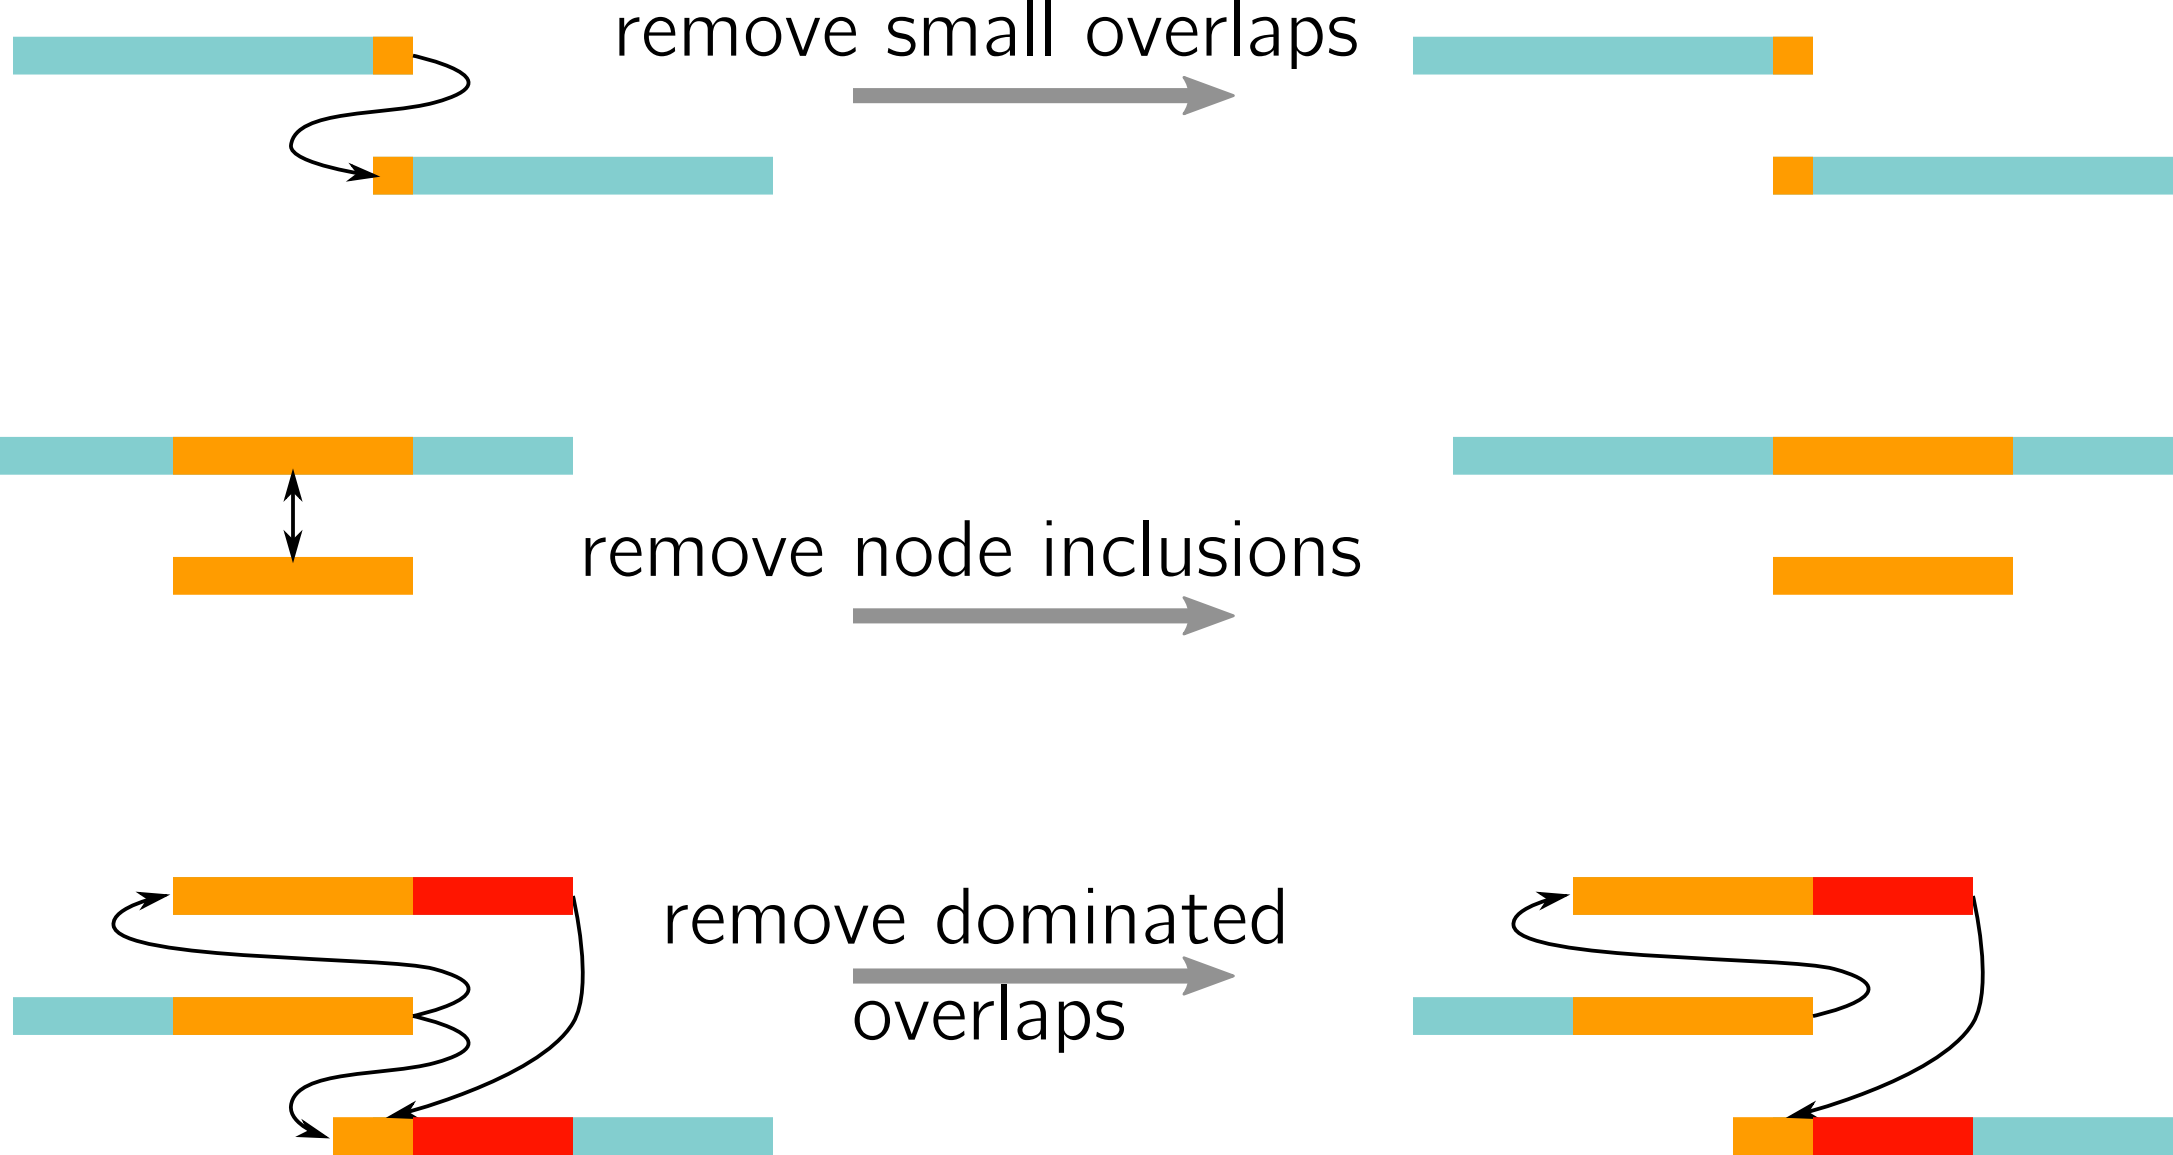 remove small overlaps
remove node inclusions
remove dominated
overlaps